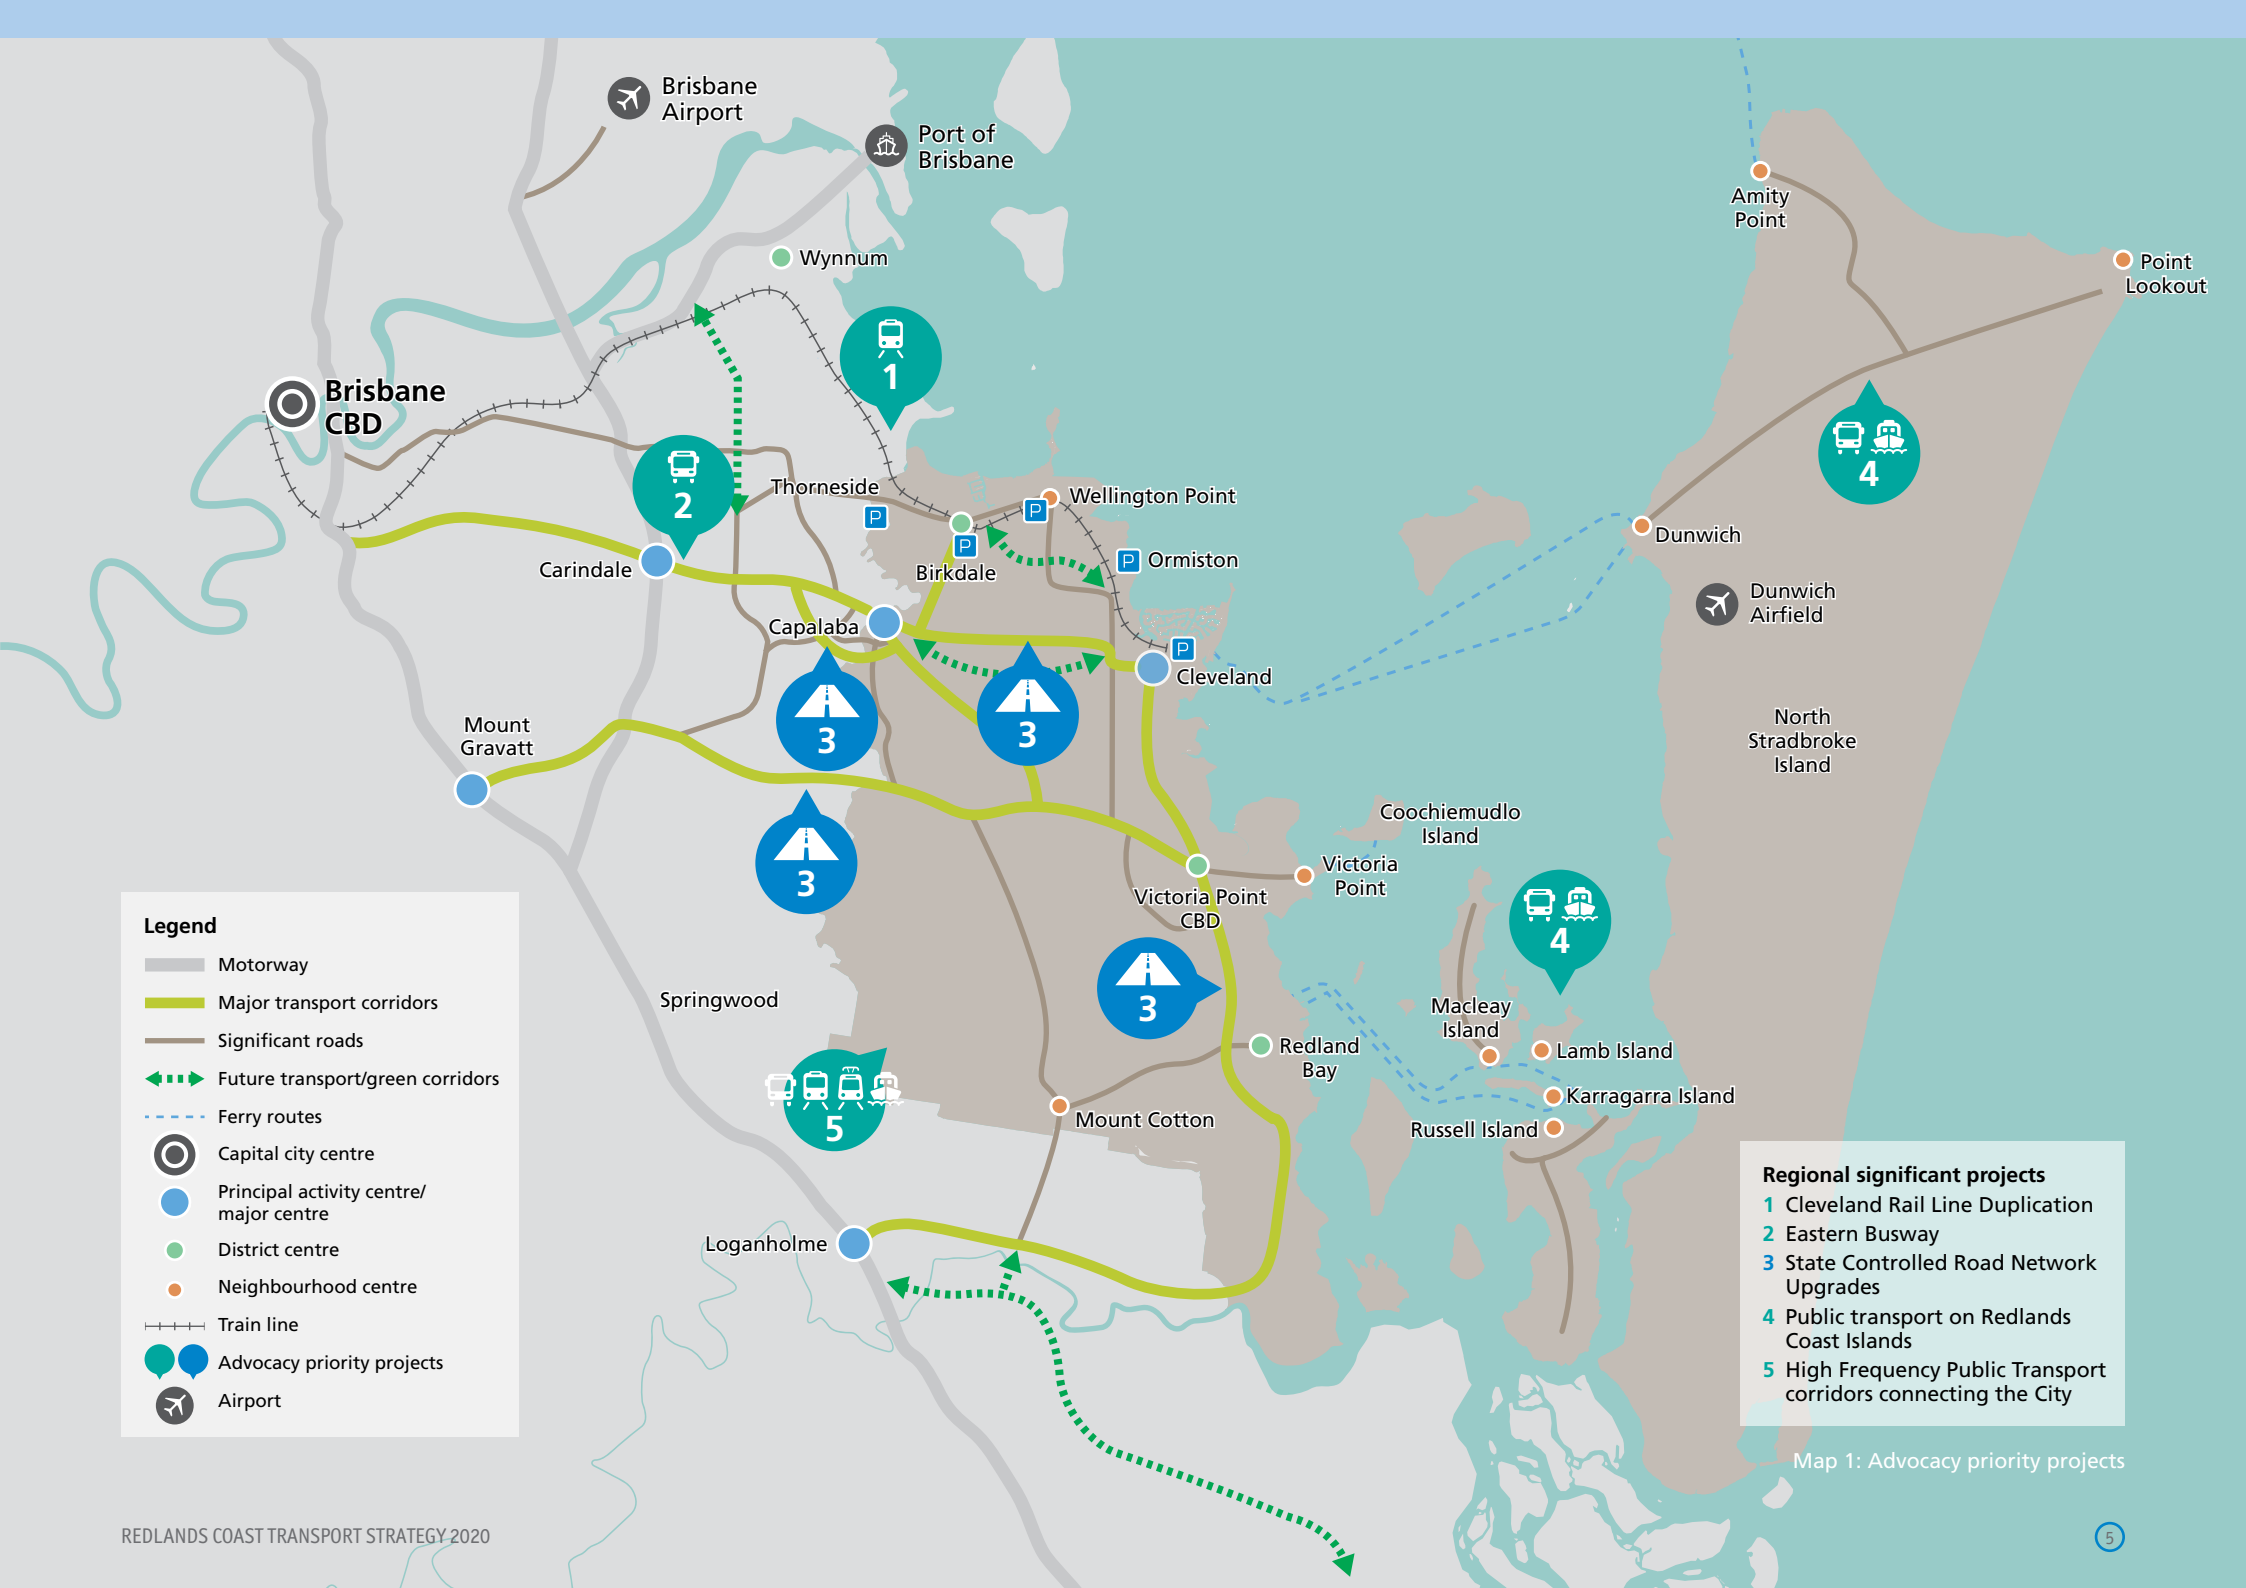 Brisbane
Airport
Port of
Brisbane
Amity
Point
Wynnum
Point
Lookout
1
Brisbane
CBD
4
2
Thorneside
P
Wellington Point
P
P
Dunwich
Carindale
Birkdale
P
Ormiston
Dunwich
Airfield
Capalaba
P
Cleveland
Mount
Gravatt
3
3
North
Stradbroke
Island
Coochiemudlo
Island
3
Victoria
Point
Victoria Point
CBD
4
Springwood
3
Macleay
Island
Redland
Bay
Lamb Island
Karragarra Island
5
Mount Cotton
Russell Island
Loganholme
Legend
Motorway
Major transport corridors
Significant roads
Future transport/green corridors
Ferry routes
Capital city centre
Principal activity centre/
major centre
District centre
Neighbourhood centre
Train line
Advocacy priority projects
Airport
Regional significant projects
1 Cleveland Rail Line Duplication
2 Eastern Busway
3 State Controlled Road Network
Upgrades
4 Public transport on Redlands
Coast Islands
5 High Frequency Public Transport
corridors connecting the City
Map 1: Advocacy priority projects
REDLANDS COAST TRANSPORT STRATEGY 2020
5